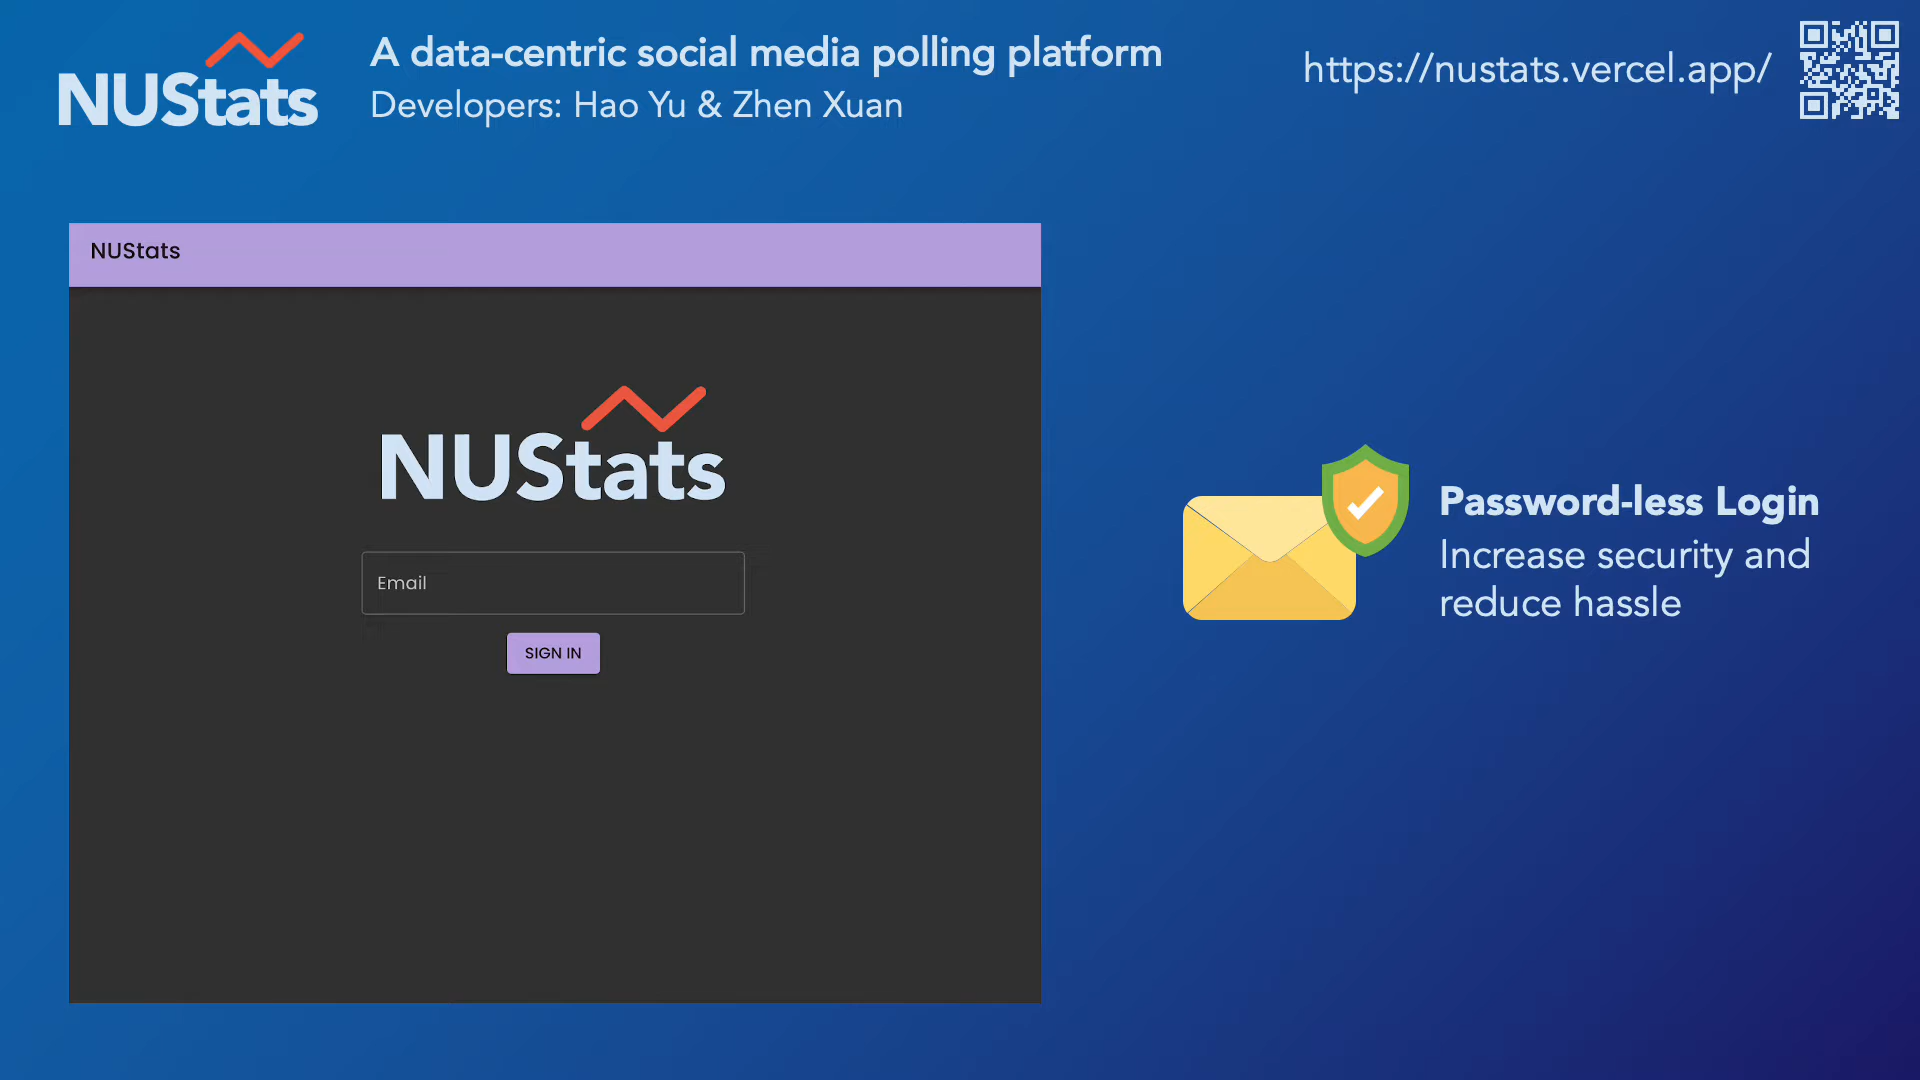 NUStats
A data-centric social media polling platform
Developers: Hao Yu & Zhen Xuan
https://nustats.vercel.app/
NUStats
NUStats
Email
SIGN IN
Password-less Login
Increase security and
reduce hassle